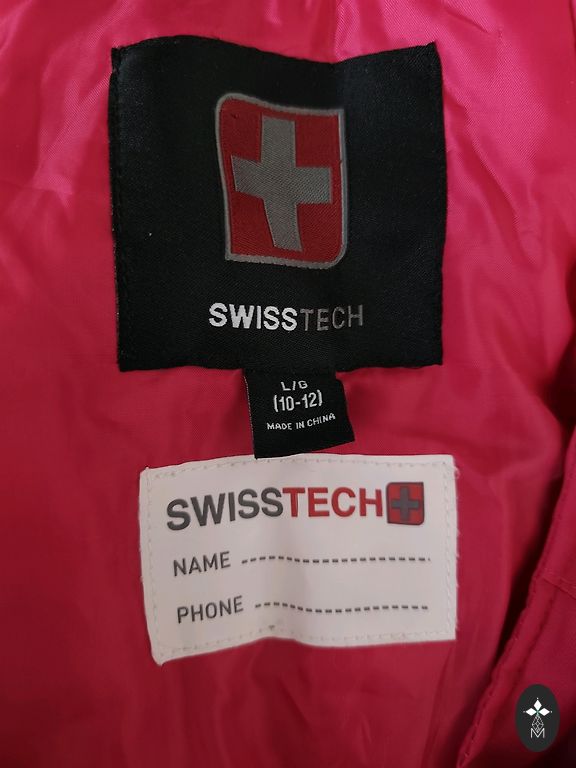 SWISSTECH
L/G
(10-12)
MADE IN CHINA
SWISSTECH
NAME
PHONE
M